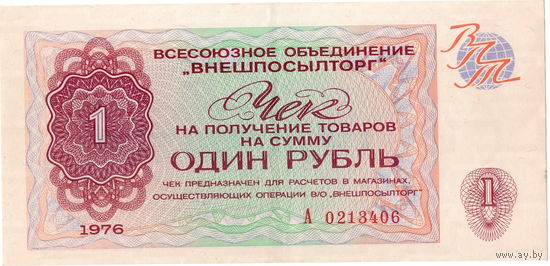 ВСЕСОЮЗНОЕ ОБЪЕДИНЕНИЕ
„ВНЕШПОСЫЛТОРГ“
ВПТ
Чек
НА ПОЛУЧЕНИЕ ТОВАРОВ
НА СУММУ
ОДИН РУБЛЬ
1
ЧЕК ПРЕДНАЗНАЧЕН ДЛЯ РАСЧЕТОВ В МАГАЗИНАХ,
ОСУЩЕСТВЛЯЮЩИХ ОПЕРАЦИИ В/О „ВНЕШПОСЫЛТОРГ“
1
А 0213406
1976
www.ay.by